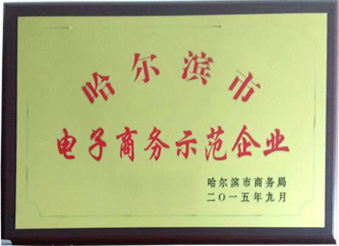 哈尔滨市
电子商务示范企业
哈尔滨市商务局
二〇一五年九月